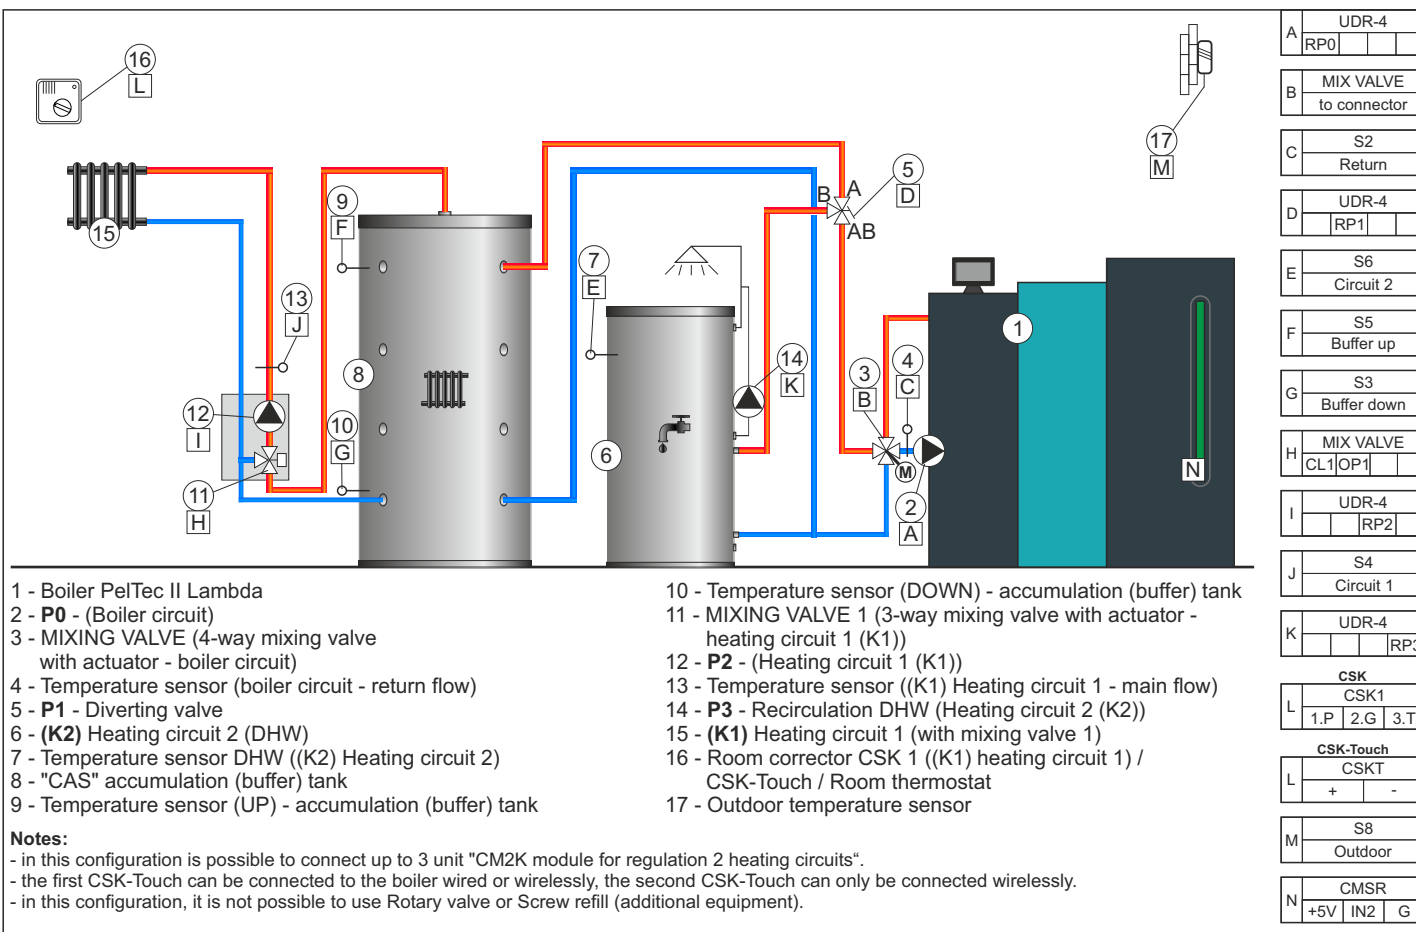 16
L
17
M
5
D
B
A
AB
9
F
7
E
15
13
J
1
14
K
3
B
4
C
8
12
I
10
G
6
M
N
11
H
2
A
1 - Boiler PelTec II Lambda
2 - P0 - (Boiler circuit)
3 - MIXING VALVE (4-way mixing valve
with actuator - boiler circuit)
4 - Temperature sensor (boiler circuit - return flow)
5 - P1 - Diverting valve
6 - (K2) Heating circuit 2 (DHW)
7 - Temperature sensor DHW ((K2) Heating circuit 2)
8 - "CAS" accumulation (buffer) tank
9 - Temperature sensor (UP) - accumulation (buffer) tank
10 - Temperature sensor (DOWN) - accumulation (buffer) tank
11 - MIXING VALVE 1 (3-way mixing valve with actuator -
heating circuit 1 (K1))
12 - P2 - (Heating circuit 1 (K1))
13 - Temperature sensor ((K1) Heating circuit 1 - main flow)
14 - P3 - Recirculation DHW (Heating circuit 2 (K2))
15 - (K1) Heating circuit 1 (with mixing valve 1)
16 - Room corrector CSK 1 ((K1) heating circuit 1) /
CSK-Touch / Room thermostat
17 - Outdoor temperature sensor
Notes:
- in this configuration is possible to connect up to 3 unit "CM2K module for regulation 2 heating circuits“.
- the first CSK-Touch can be connected to the boiler wired or wirelessly, the second CSK-Touch can only be connected wirelessly.
- in this configuration, it is not possible to use Rotary valve or Screw refill (additional equipment).
A UDR-4
RP0
B MIX VALVE
to connector
C S2
Return
D UDR-4
RP1
E S6
Circuit 2
F S5
Buffer up
G S3
Buffer down
H MIX VALVE
CL1 OP1
I UDR-4
RP2
J S4
Circuit 1
K UDR-4
RP3
CSK
L CSK1
1.P 2.G 3.T
CSK-Touch
L CSKT
+ -
M S8
Outdoor
N CMSR
+5V IN2 G